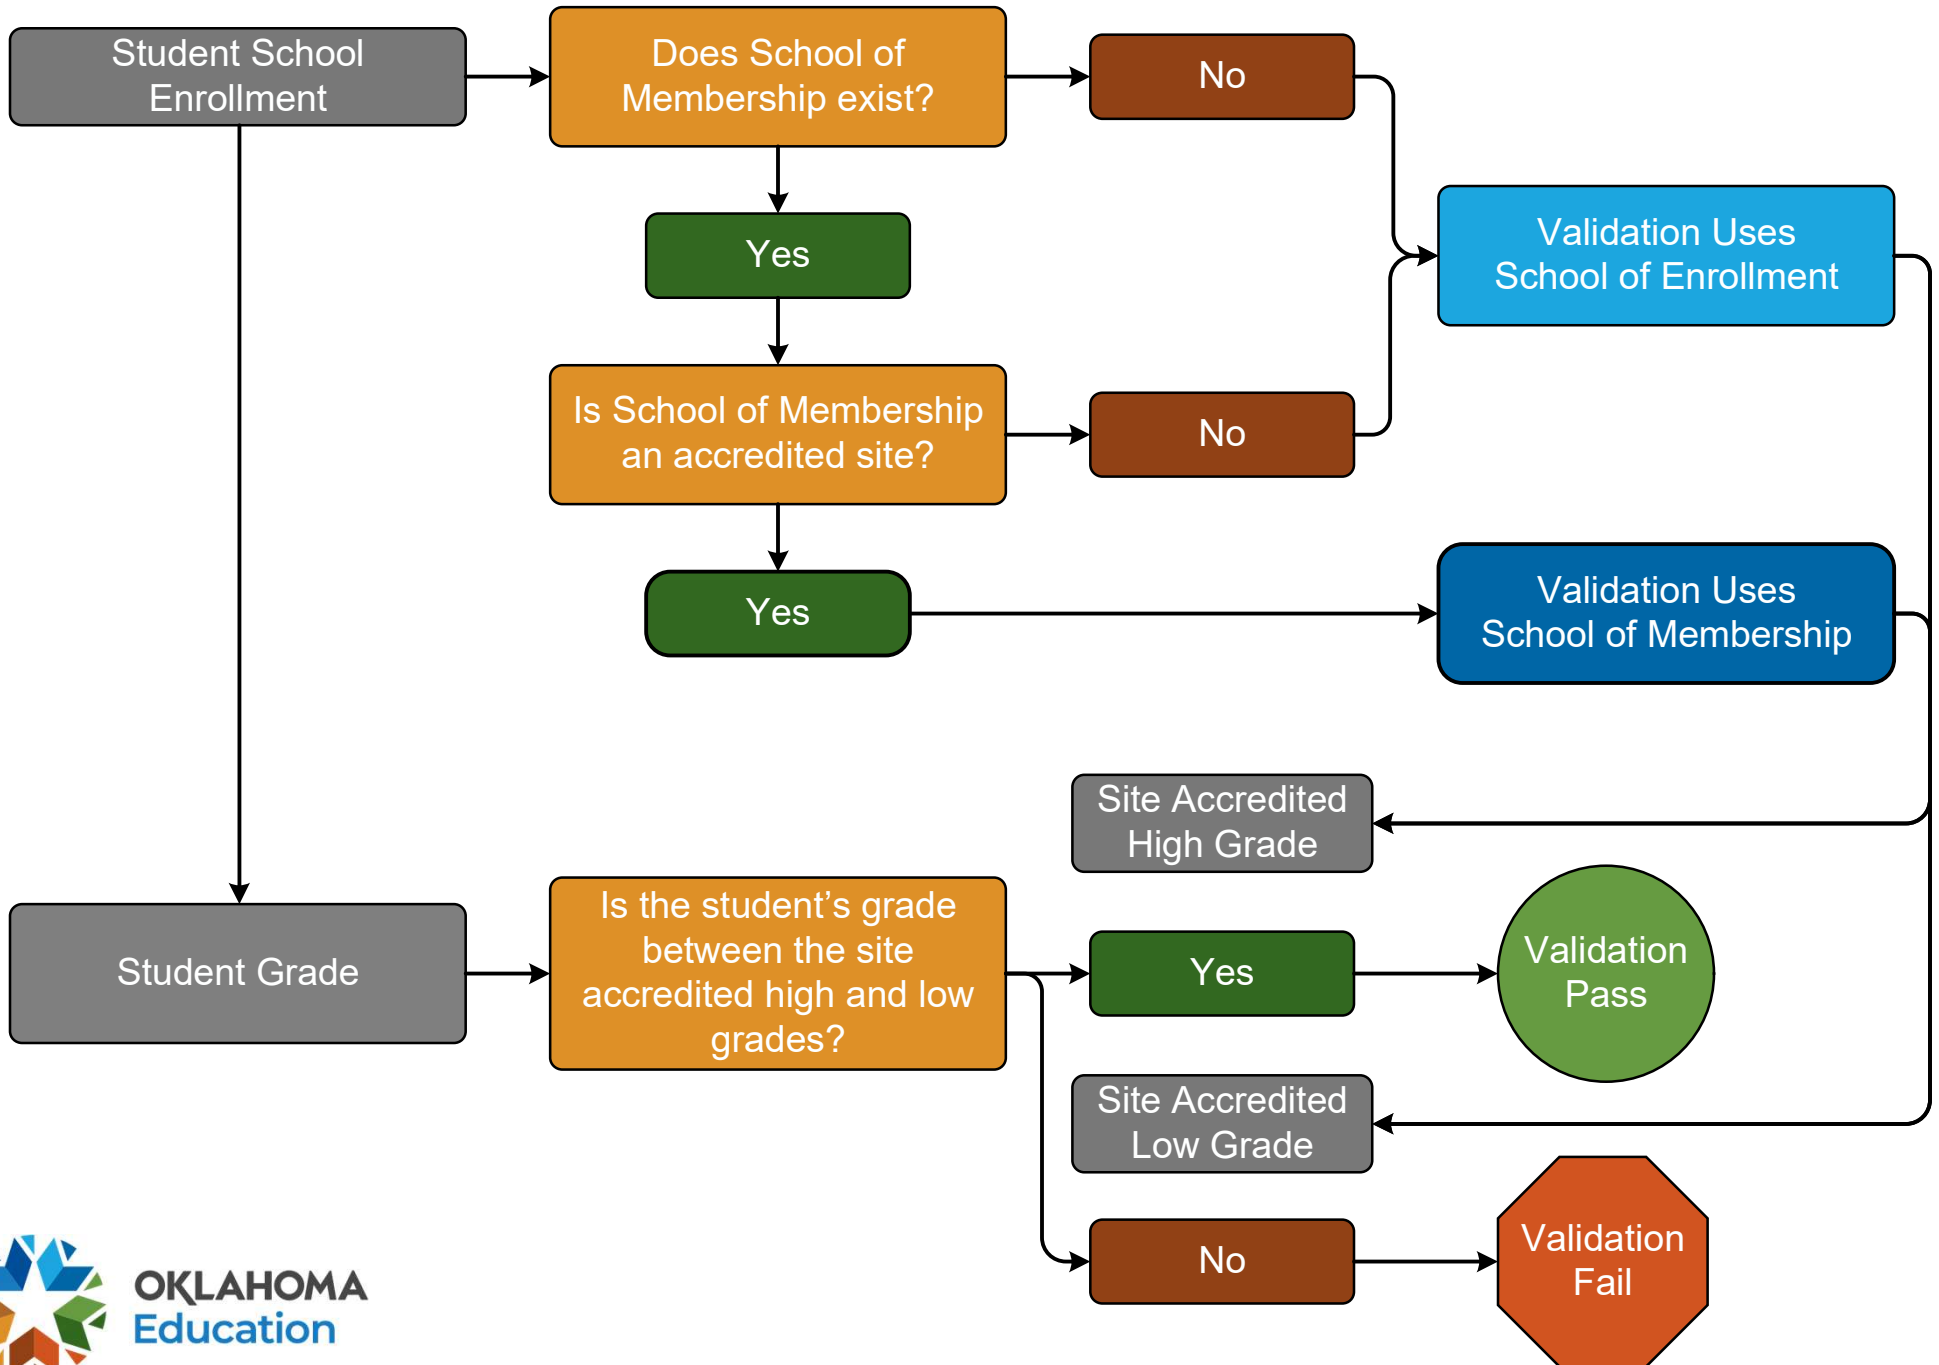 Student School
Enrollment
Does School of
Membership exist?
No
Yes
Validation Uses
School of Enrollment
Is School of Membership
an accredited site?
No
Yes
Validation Uses
School of Membership
Site Accredited
High Grade
Student Grade
Is the student’s grade
between the site
accredited high and low
grades?
Yes
Validation
Pass
Site Accredited
Low Grade
No
Validation
Fail
OKLAHOMA
Education